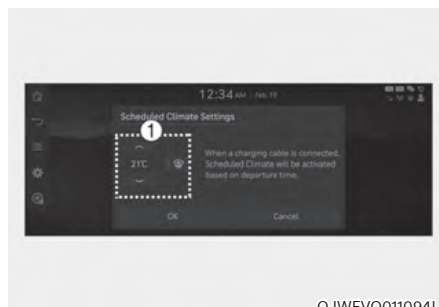 12:34 AM Feb. 19
Scheduled Climate Settings
1
21℃
When a charging cable is connected,
Scheduled Climate will be activated
based on departure time.
OK
Cancel